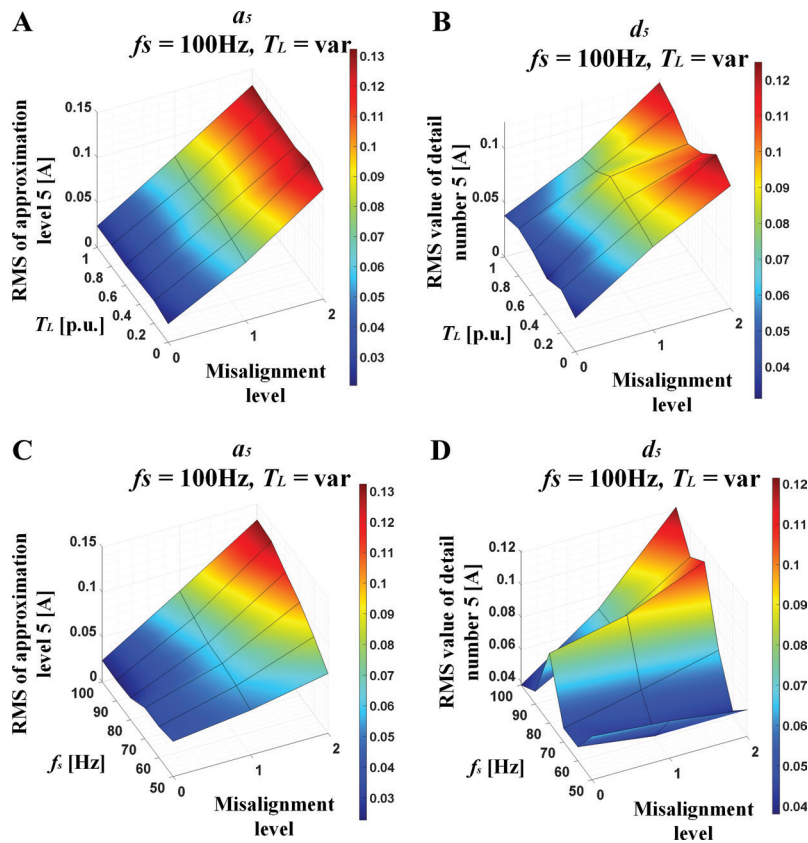 A
a5
fs = 100Hz, TL = var
RMS of approximation
level 5 [A]
0.15
0.1
0.05
0
1
0.8
0.6
0.4
0.2
0
TL [p.u.]
0
1
2
Misalignment
level
0.13
0.12
0.11
0.1
0.09
0.08
0.07
0.06
0.05
0.04
0.03
B
d5
fs = 100Hz, TL = var
RMS value of detail
number 5 [A]
0.1
0.05
0
1
0.8
0.6
0.4
0.2
0
TL [p.u.]
0
1
2
Misalignment
level
0.12
0.11
0.1
0.09
0.08
0.07
0.06
0.05
0.04
C
a5
fs = 100Hz, TL = var
RMS of approximation
level 5 [A]
0.15
0.1
0.05
0
100
90
80
70
60
50
fs [Hz]
0
1
2
Misalignment
level
0.13
0.12
0.11
0.1
0.09
0.08
0.07
0.06
0.05
0.04
0.03
D
d5
fs = 100Hz, TL = var
RMS value of detail
number 5 [A]
0.12
0.1
0.08
0.06
0.04
100
90
80
70
60
50
fs [Hz]
0
1
2
Misalignment
level
0.12
0.11
0.1
0.09
0.08
0.07
0.06
0.05
0.04